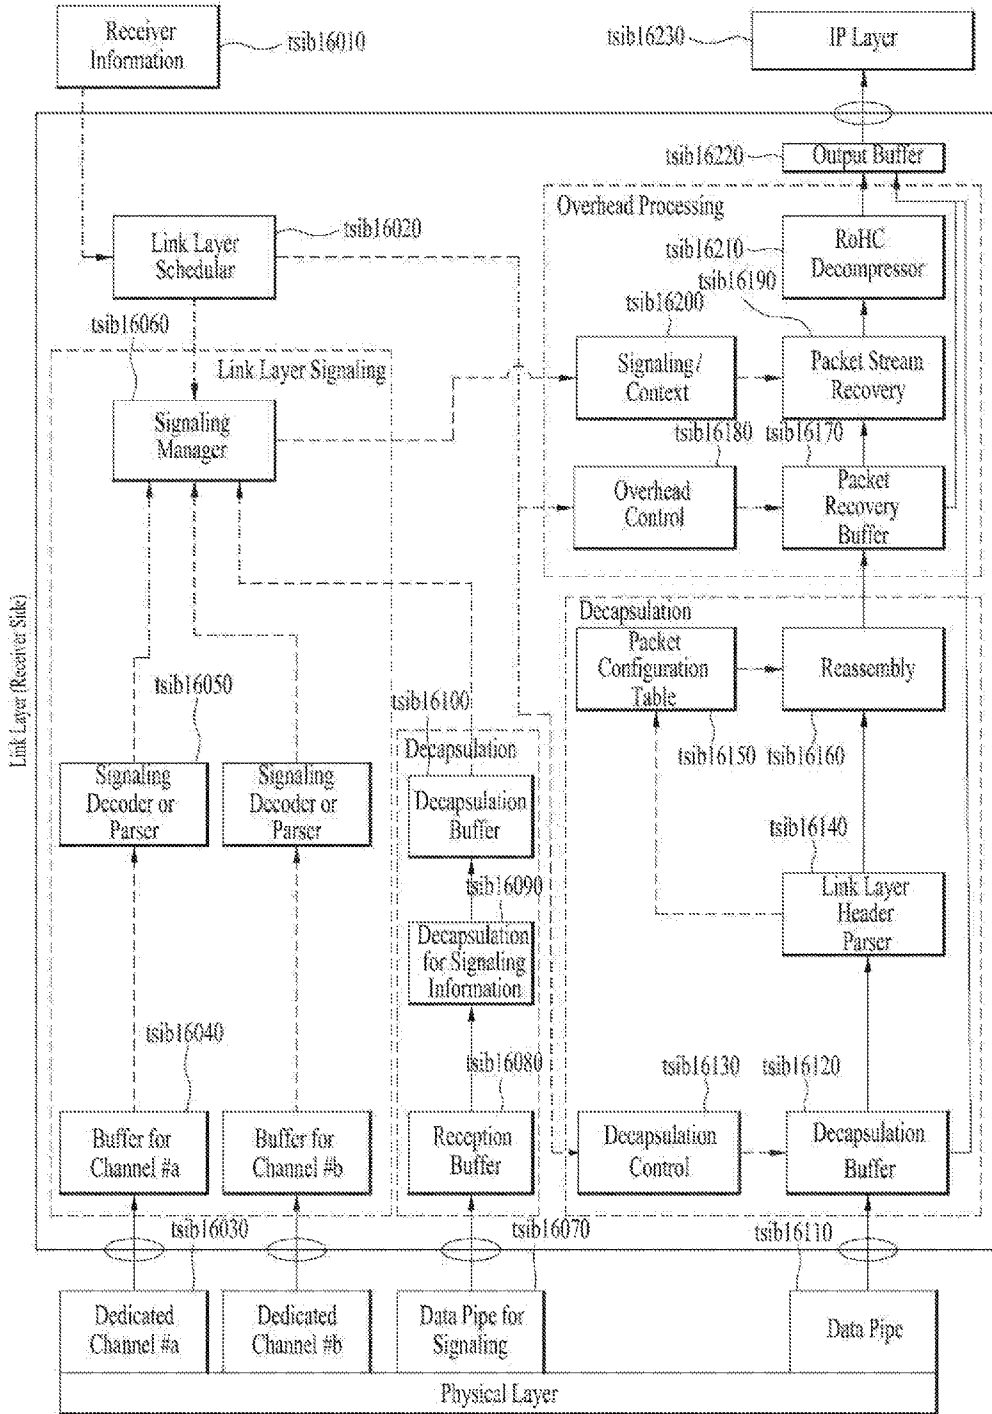 Receiver
Information
tsib16010
tsib16230
IP Layer
tsib16220
Output Buffer
Overhead Processing
tsib16020
Link Layer
Schedular
tsib16210
RoHC
Decompressor
tsib16190
tsib16200
tsib16060
Link Layer Signaling
Signaling/
Context
Packet Stream
Recovery
Signaling
Manager
tsib16180
tsib16170
Overhead
Control
Packet
Recovery
Buffer
Link Layer (Receiver Side)
Decapsulation
Packet
Configuration
Table
Reassembly
tsib16050
tsib16100
Decapsulation
tsib16150
tsib16160
Signaling
Decoder or
Parser
Signaling
Decoder or
Parser
Decapsulation
Buffer
tsib16140
tsib16090
Link Layer
Header
Parser
Decapsulation
for Signaling
Information
tsib16040
tsib16080
tsib16130
tsib16120
Buffer for
Channel #a
Buffer for
Channel #b
Reception
Buffer
Decapsulation
Control
Decapsulation
Buffer
tsib16030
tsib16070
tsib16110
Dedicated
Channel #a
Dedicated
Channel #b
Data Pipe for
Signaling
Data Pipe
Physical Layer